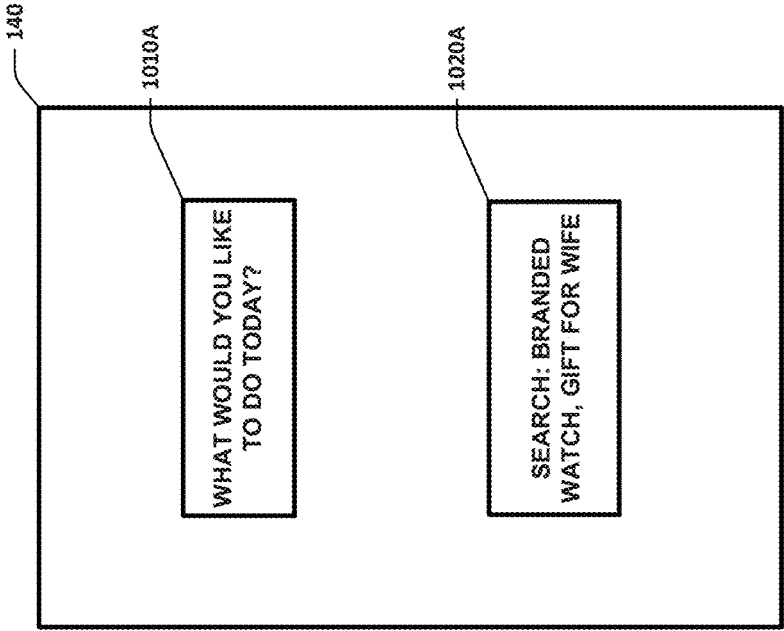 140
1010A
WHAT WOULD YOU LIKE
TO DO TODAY?
1020A
SEARCH: BRANDED
WATCH, GIFT FOR WIFE